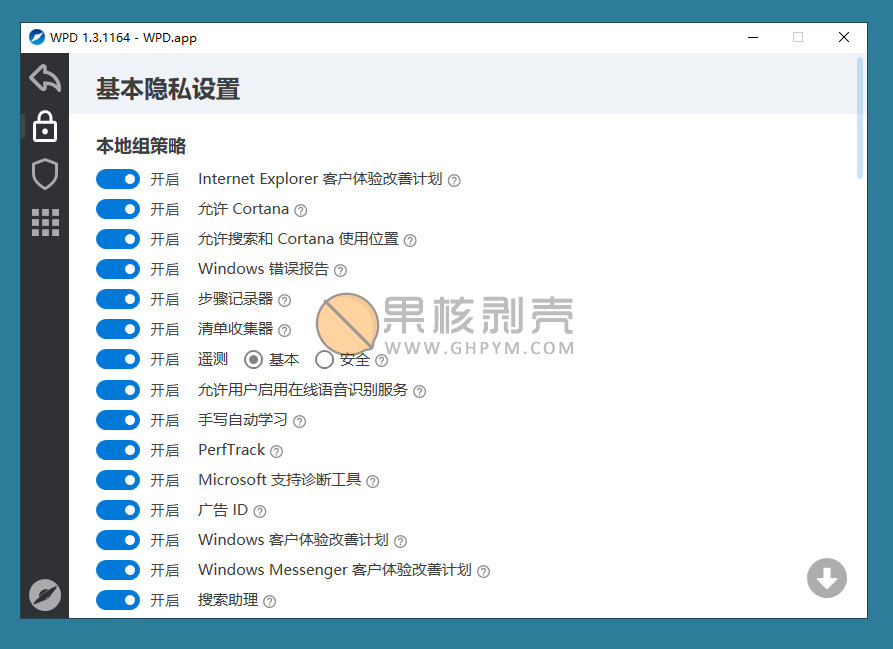 WPD 1.3.1164 - WPD.app
基本隐私设置
本地组策略
开启 Internet Explorer 客户体验改善计划
开启 允许 Cortana
开启 允许搜索和 Cortana 使用位置
开启 Windows 错误报告
开启 步骤记录器
开启 清单收集器
果核剥壳
WWW.GHPYM.COM
开启 遥测 基本 安全
开启 允许用户启用在线语音识别服务
开启 手写自动学习
开启 PerfTrack
开启 Microsoft 支持诊断工具
开启 广告 ID
开启 Windows 客户体验改善计划
开启 Windows Messenger 客户体验改善计划
开启 搜索助理